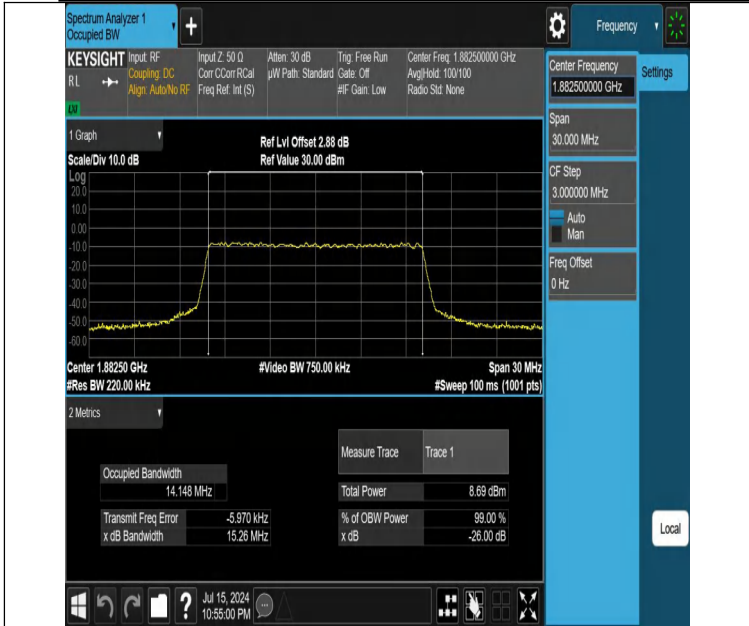 Spectrum Analyzer 1
Occupied BW
+
Frequency
KEYSIGHT
RL
LXI
Input: RF
Coupling: DC
Align: Auto/No RF
Input Z: 50 Ω
Corr CCorr RCal
Freq Ref: Int (S)
Atten: 30 dB
µW Path: Standard
Trig: Free Run
Gate: Off
#IF Gain: Low
Center Freq: 1.882500000 GHz
Avg|Hold: 100/100
Radio Std: None
Center Frequency
1.882500000 GHz
Settings
Span
30.000 MHz
CF Step
3.000000 MHz
Auto
Man
Freq Offset
0 Hz
1 Graph
Scale/Div 10.0 dB
Ref Lvl Offset 2.88 dB
Ref Value 30.00 dBm
Log
20.0
10.0
0.00
-10.0
-20.0
-30.0
-40.0
-50.0
-60.0
Center 1.88250 GHz
#Video BW 750.00 kHz
Span 30 MHz
#Res BW 220.00 kHz
#Sweep 100 ms (1001 pts)
2 Metrics
Measure Trace
Trace 1
Occupied Bandwidth
14.148 MHz
Total Power
8.69 dBm
Transmit Freq Error
-5.970 kHz
% of OBW Power
99.00 %
x dB Bandwidth
15.26 MHz
x dB
-26.00 dB
Local
?
Jul 15, 2024
10:55:00 PM